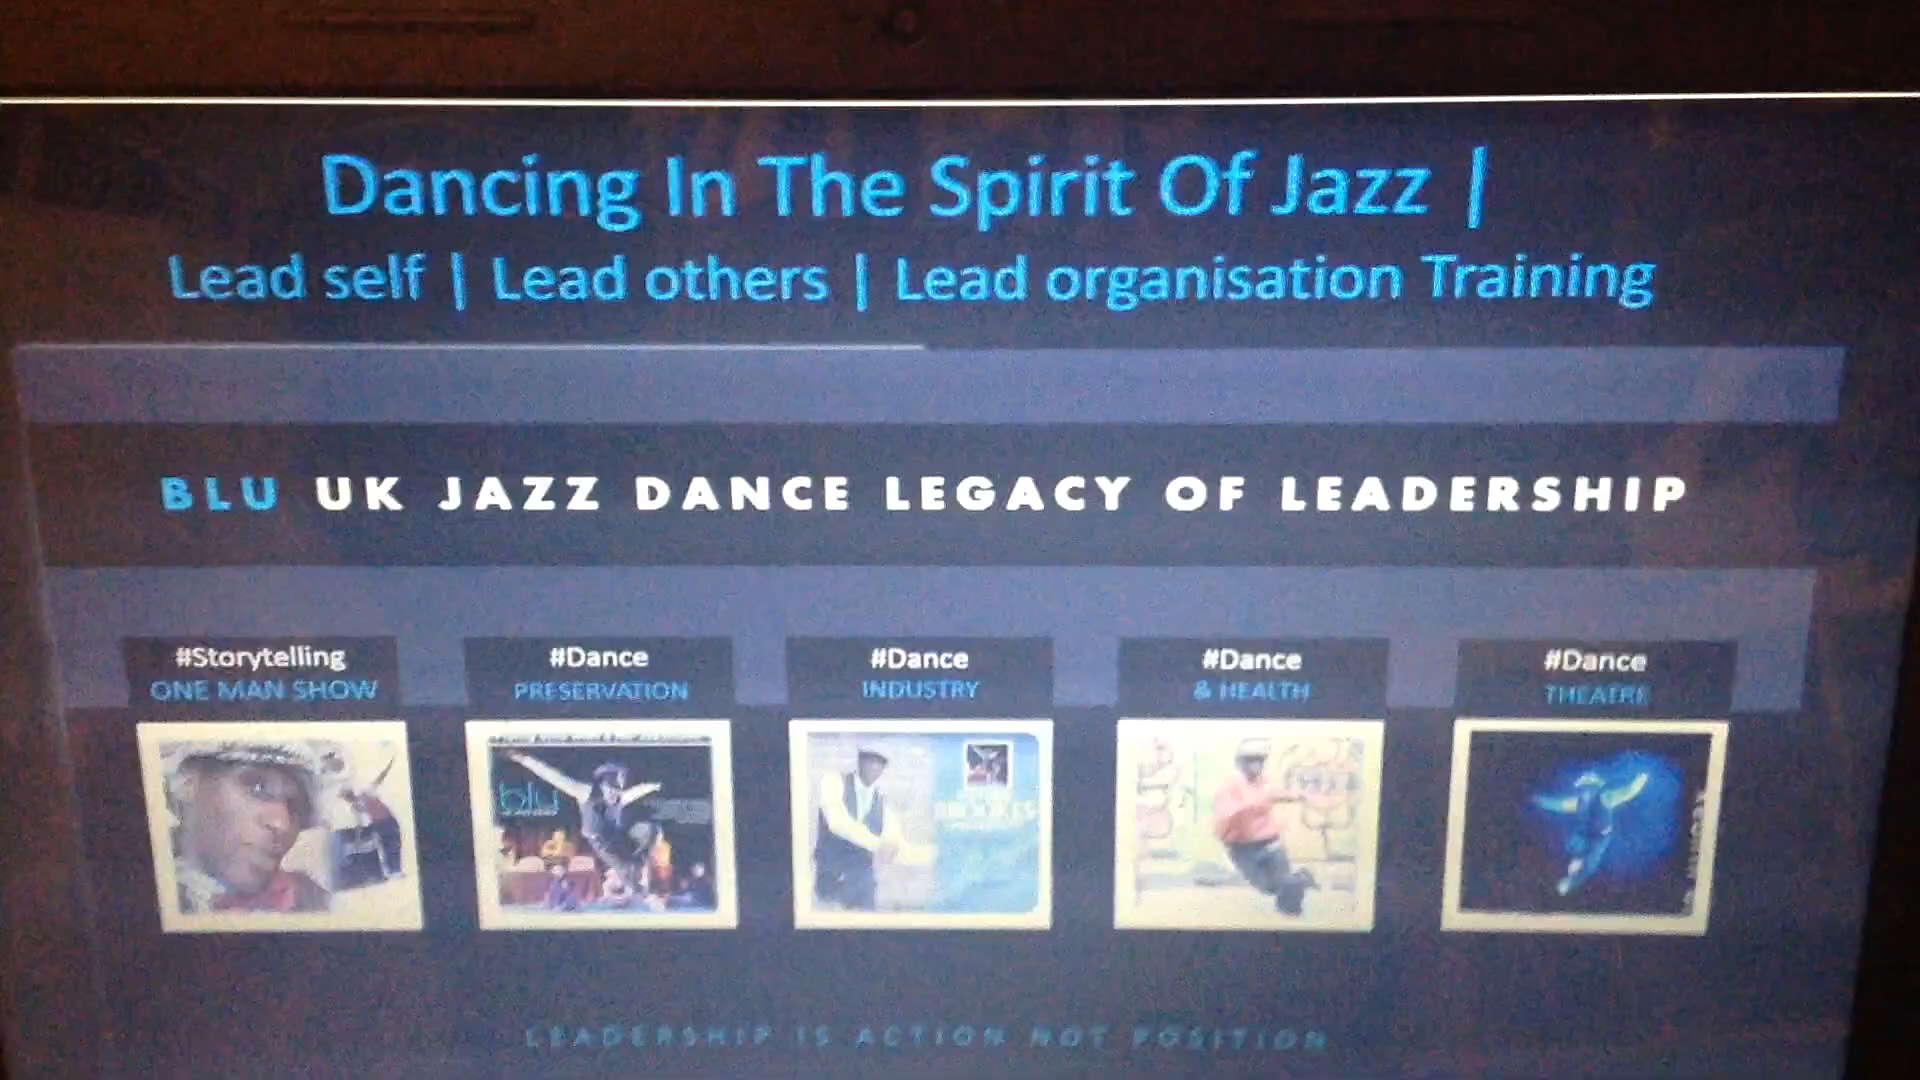 Dancing In The Spirit Of Jazz |
Lead self | Lead others | Lead organisation Training
BLU UK JAZZ DANCE LEGACY OF LEADERSHIP
#Storytelling
ONE MAN SHOW
#Dance
PRESERVATION
#Dance
INDUSTRY
#Dance
& HEALTH
#Dance
THEATRE
blu
LEADERSHIP IS ACTION NOT POSITION